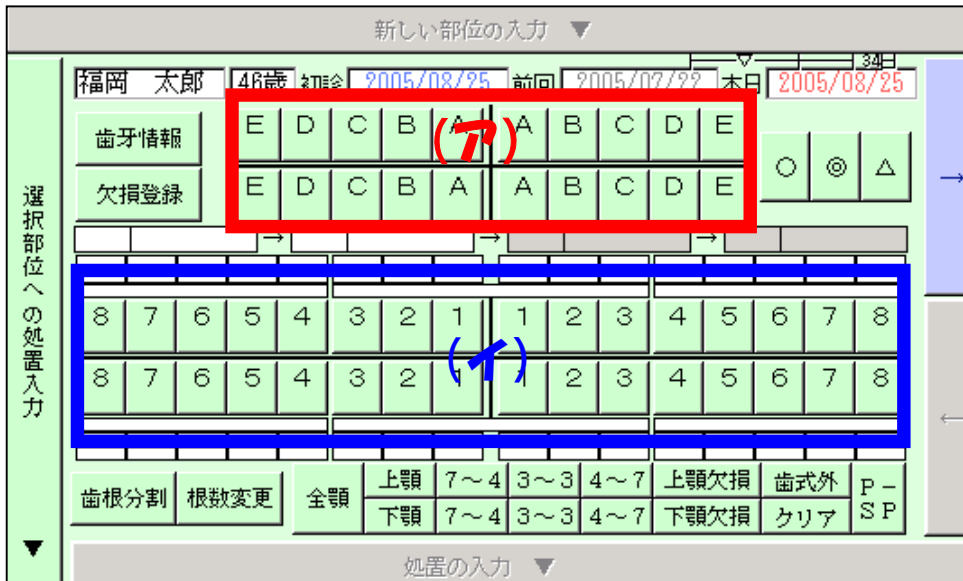 新しい部位の入力 ▼
34日
福岡 太郎 46歳 初診 2005/08/25 前回 2005/07/22 本日 2005/08/25
歯牙情報
E D C B A A B C D E
(ア)
○ ◎ △
欠損登録
E D C B A A B C D E
→
選択部位への処置入力 ▼
→ → →
8 7 6 5 4 3 2 1 1 2 3 4 5 6 7 8
(イ)
8 7 6 5 4 3 2 1 1 2 3 4 5 6 7 8
←
歯根分割 根数変更 全顎
上顎 7～4 3～3 4～7 上顎欠損 歯式外
下顎 7～4 3～3 4～7 下顎欠損 クリア
P－
SP
処置の入力 ▼